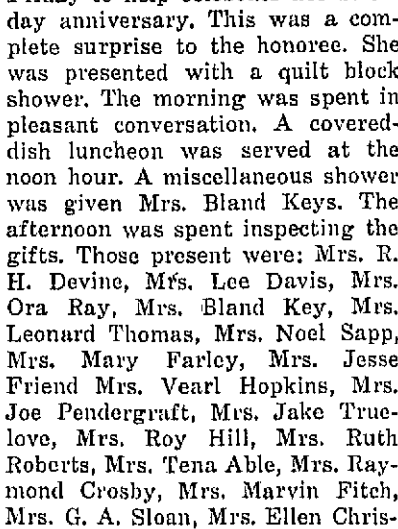 day anniversary. This was a com-
plete surprise to the honoree. She
was presented with a quilt block
shower. The morning was spent in
pleasant conversation. A covered-
dish luncheon was served at the
noon hour. A miscellaneous shower
was given Mrs. Bland Keys. The
afternoon was spent inspecting the
gifts. Those present were: Mrs. R.
H. Devine, Mrs. Lee Davis, Mrs.
Ora Ray, Mrs. Bland Key, Mrs.
Leonard Thomas, Mrs. Noel Sapp,
Mrs. Mary Farley, Mrs. Jesse
Friend Mrs. Vearl Hopkins, Mrs.
Joe Pendergraft, Mrs. Jake True-
love, Mrs. Roy Hill, Mrs. Ruth
Roberts, Mrs. Tena Able, Mrs. Ray-
mond Crosby, Mrs. Marvin Fitch,
Mrs. G. A. Sloan, Mrs. Ellen Chris-